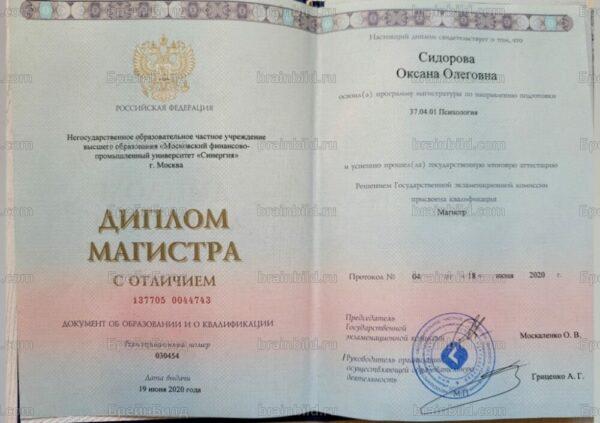 РОССИЙСКАЯ ФЕДЕРАЦИЯ
Негосударственное образовательное частное учреждение
высшего образования «Московский финансово-
промышленный университет «Синергия»
г. Москва
ДИПЛОМ
МАГИСТРА
С ОТЛИЧИЕМ
137705 0044743
ДОКУМЕНТ ОБ ОБРАЗОВАНИИ И О КВАЛИФИКАЦИИ
Регистрационный номер
030454
Дата выдачи
19 июня 2020 года
Настоящий диплом свидетельствует о том, что
Сидорова
Оксана Олеговна
освоил(а) программу магистратуры по направлению подготовки
37.04.01 Психология
и успешно прошел(ла) государственную итоговую аттестацию
Решением Государственной экзаменационной комиссии
присвоена квалификация
Магистр
Протокол № 04 от «18» июня 2020 г.
Председатель
Государственной
экзаменационной комиссии
Москаленко О. В.
Руководитель организации,
осуществляющей образовательную
деятельность
Гриценко А. Г.
М.П.
БреинБилд
brainbild.ru
brainbild.com